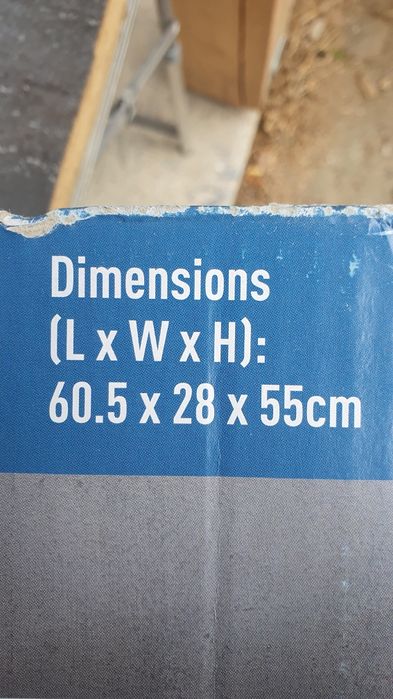 Dimensions
(L x W x H):
60.5 x 28 x 55cm